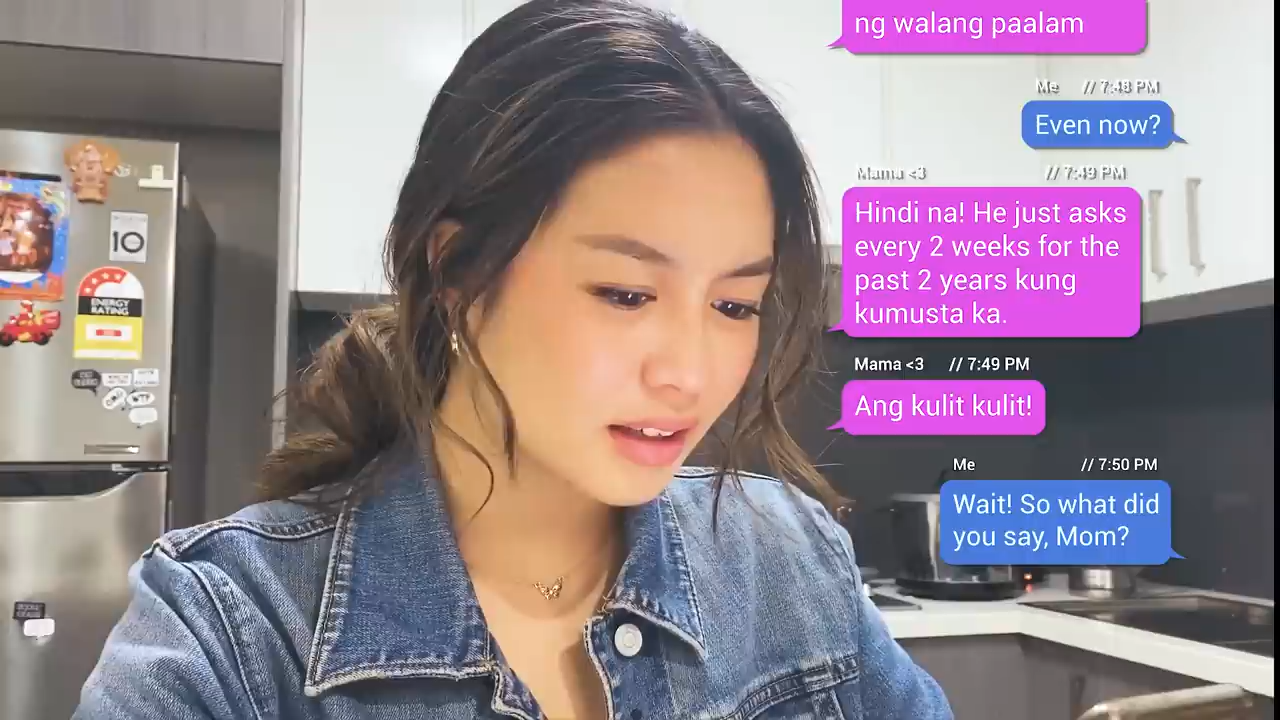 ng walang paalam
Me // 7:48 PM
Even now?
Mama <3 // 7:49 PM
Hindi na! He just asks
every 2 weeks for the
past 2 years kung
kumusta ka.
Mama <3 // 7:49 PM
Ang kulit kulit!
Me // 7:50 PM
Wait! So what did
you say, Mom?
10
ENERGY
RATING